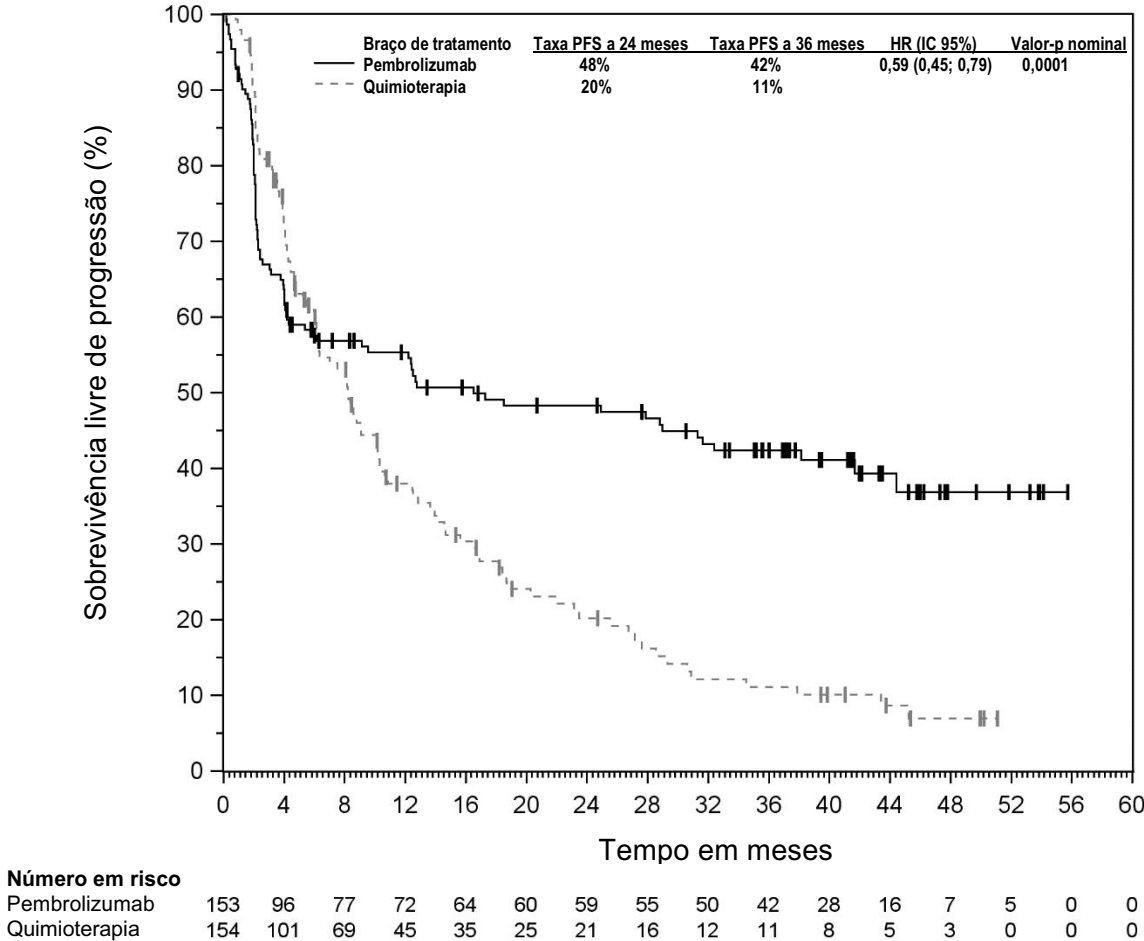 Braço de tratamento Taxa PFS a 24 meses Taxa PFS a 36 meses HR (IC 95%) Valor-p nominal
Pembrolizumab 48% 42% 0,59 (0,45; 0,79) 0,0001
Quimioterapia 20% 11%
Sobrevivência livre de progressão (%)
100
90
80
70
60
50
40
30
20
10
0
0 4 8 12 16 20 24 28 32 36 40 44 48 52 56 60
Tempo em meses
Número em risco
Pembrolizumab 153 96 77 72 64 60 59 55 50 42 28 16 7 5 0 0
Quimioterapia 154 101 69 45 35 25 21 16 12 11 8 5 3 0 0 0